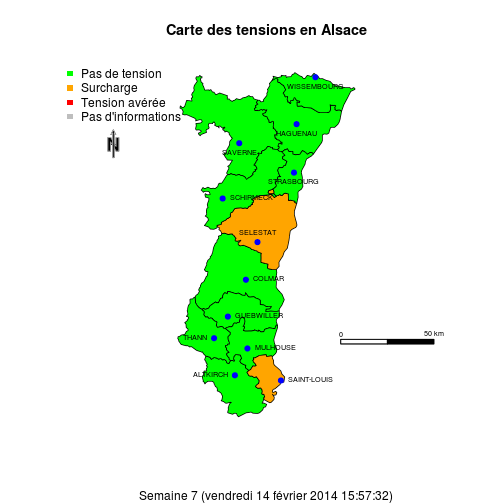 Carte des tensions en Alsace
Pas de tension
Surcharge
Tension avérée
Pas d'informations
N
WISSEMBOURG
HAGUENAU
SAVERNE
STRASBOURG
SCHIRMECK
SELESTAT
COLMAR
GUEBWILLER
THANN
MULHOUSE
ALTKIRCH
SAINT-LOUIS
0 50 km
Semaine 7 (vendredi 14 février 2014 15:57:32)